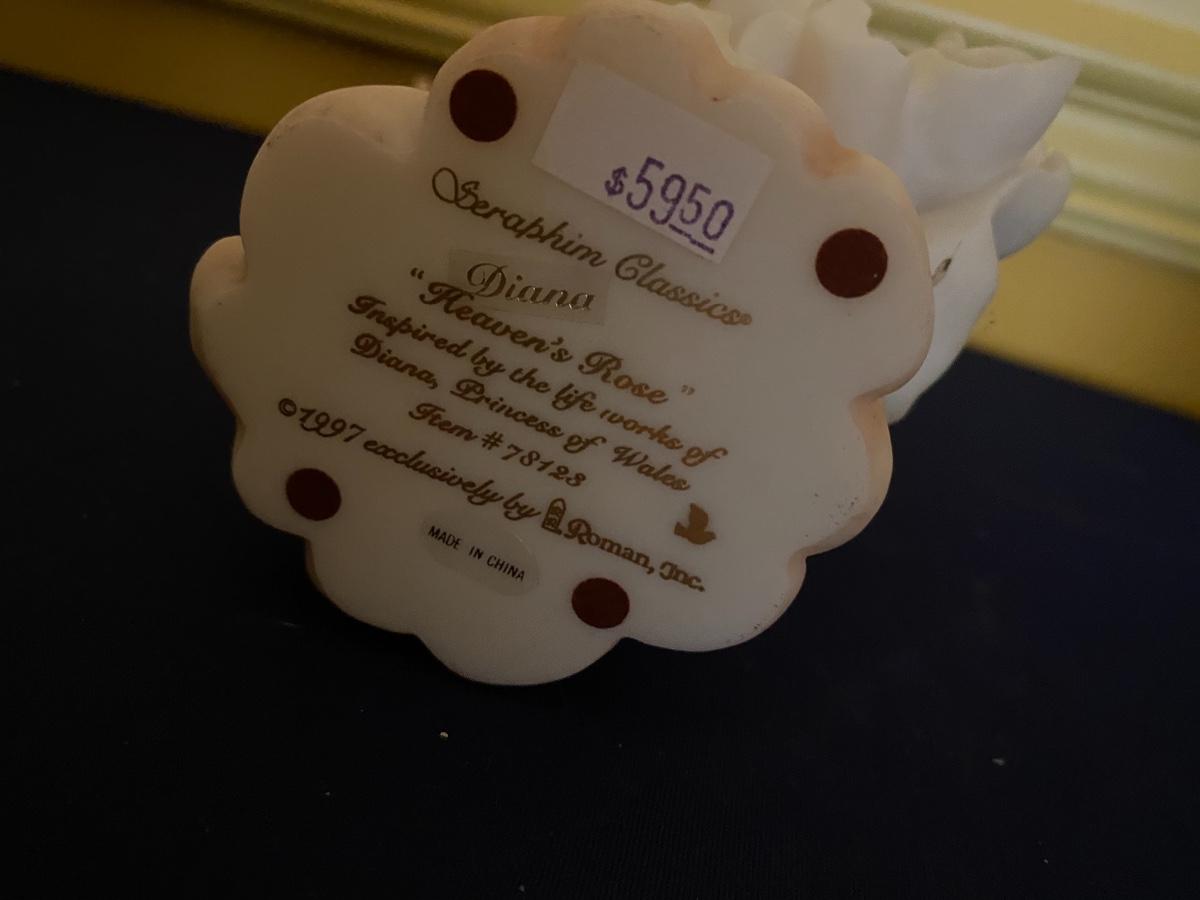 $5950
Seraphim Classics®
Diana
"Heaven's Rose"
Inspired by the life works of
Diana, Princess of Wales
Item # 78123
©1997 exclusively by Roman, Inc.
MADE IN CHINA